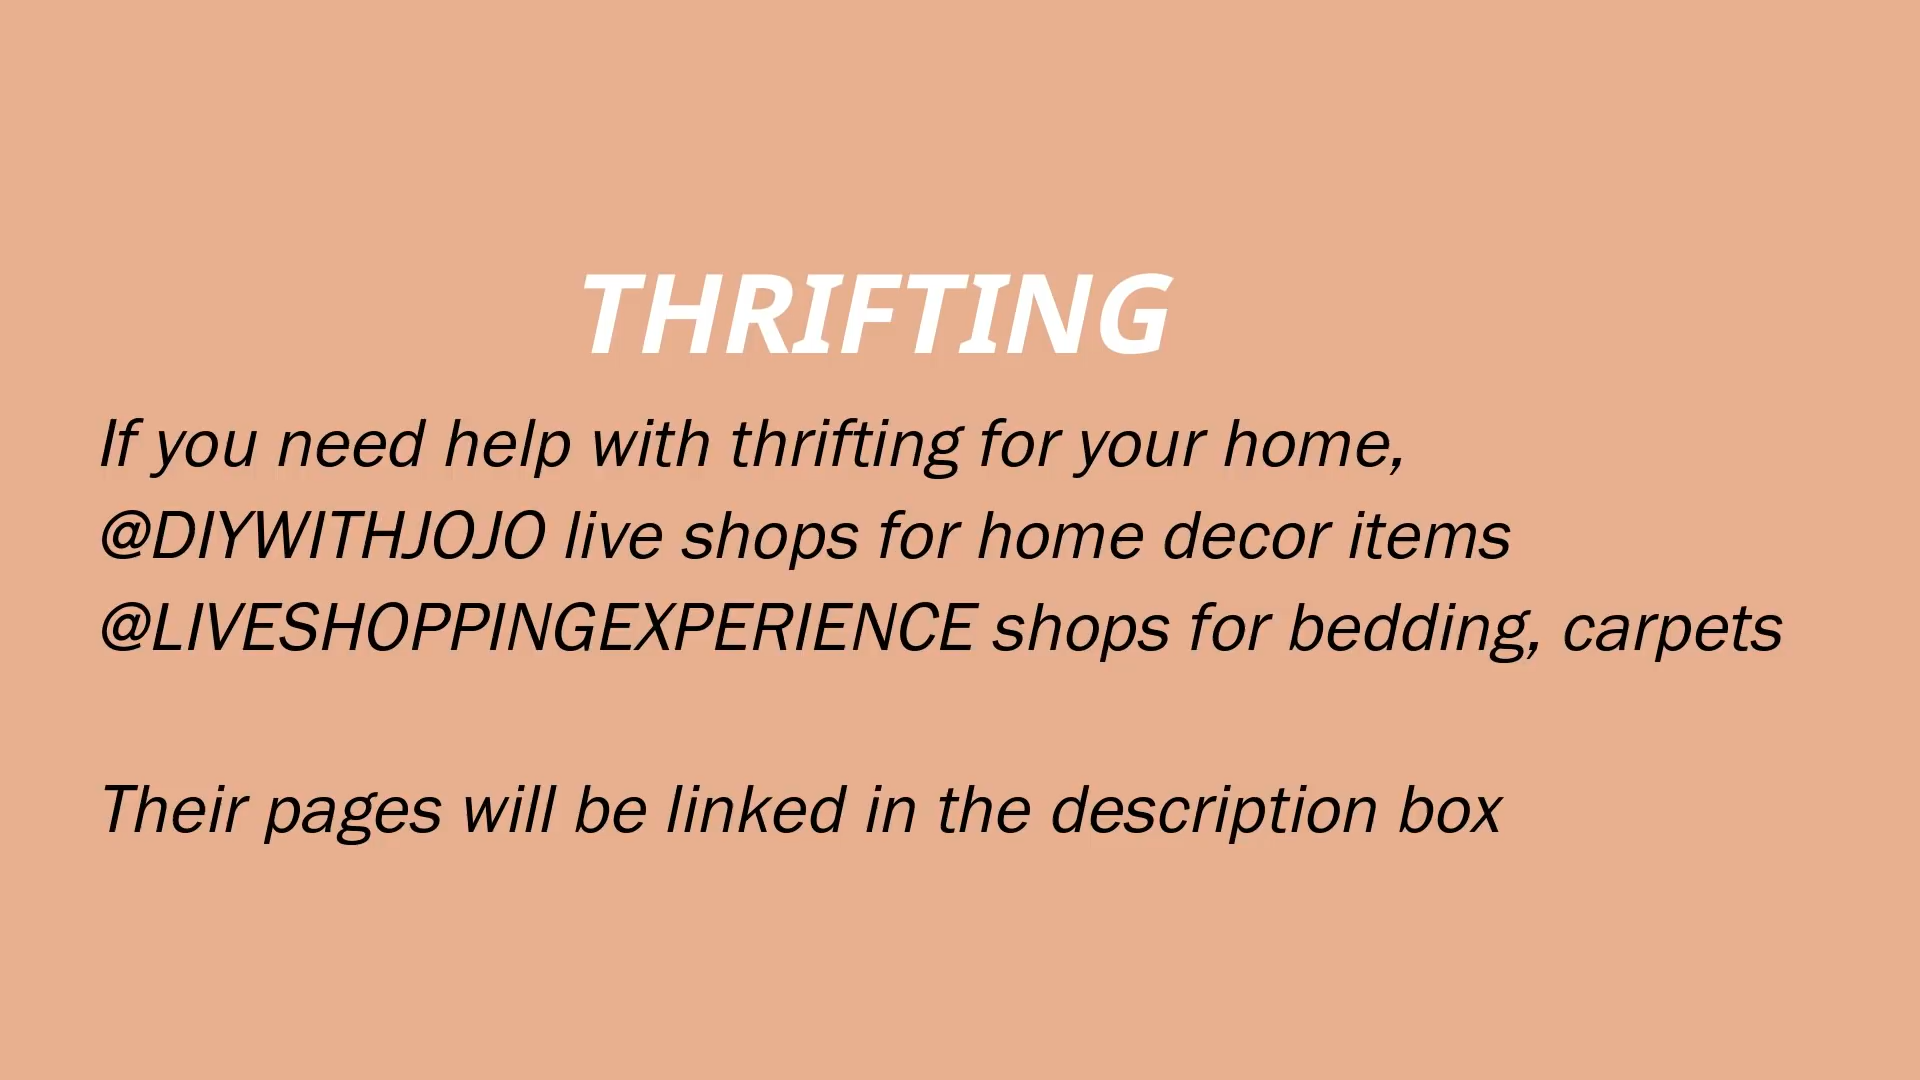 THRIFTING
If you need help with thrifting for your home,
@DIYWITHJOJO live shops for home decor items
@LIVESHOPPINGEXPERIENCE shops for bedding, carpets
Their pages will be linked in the description box